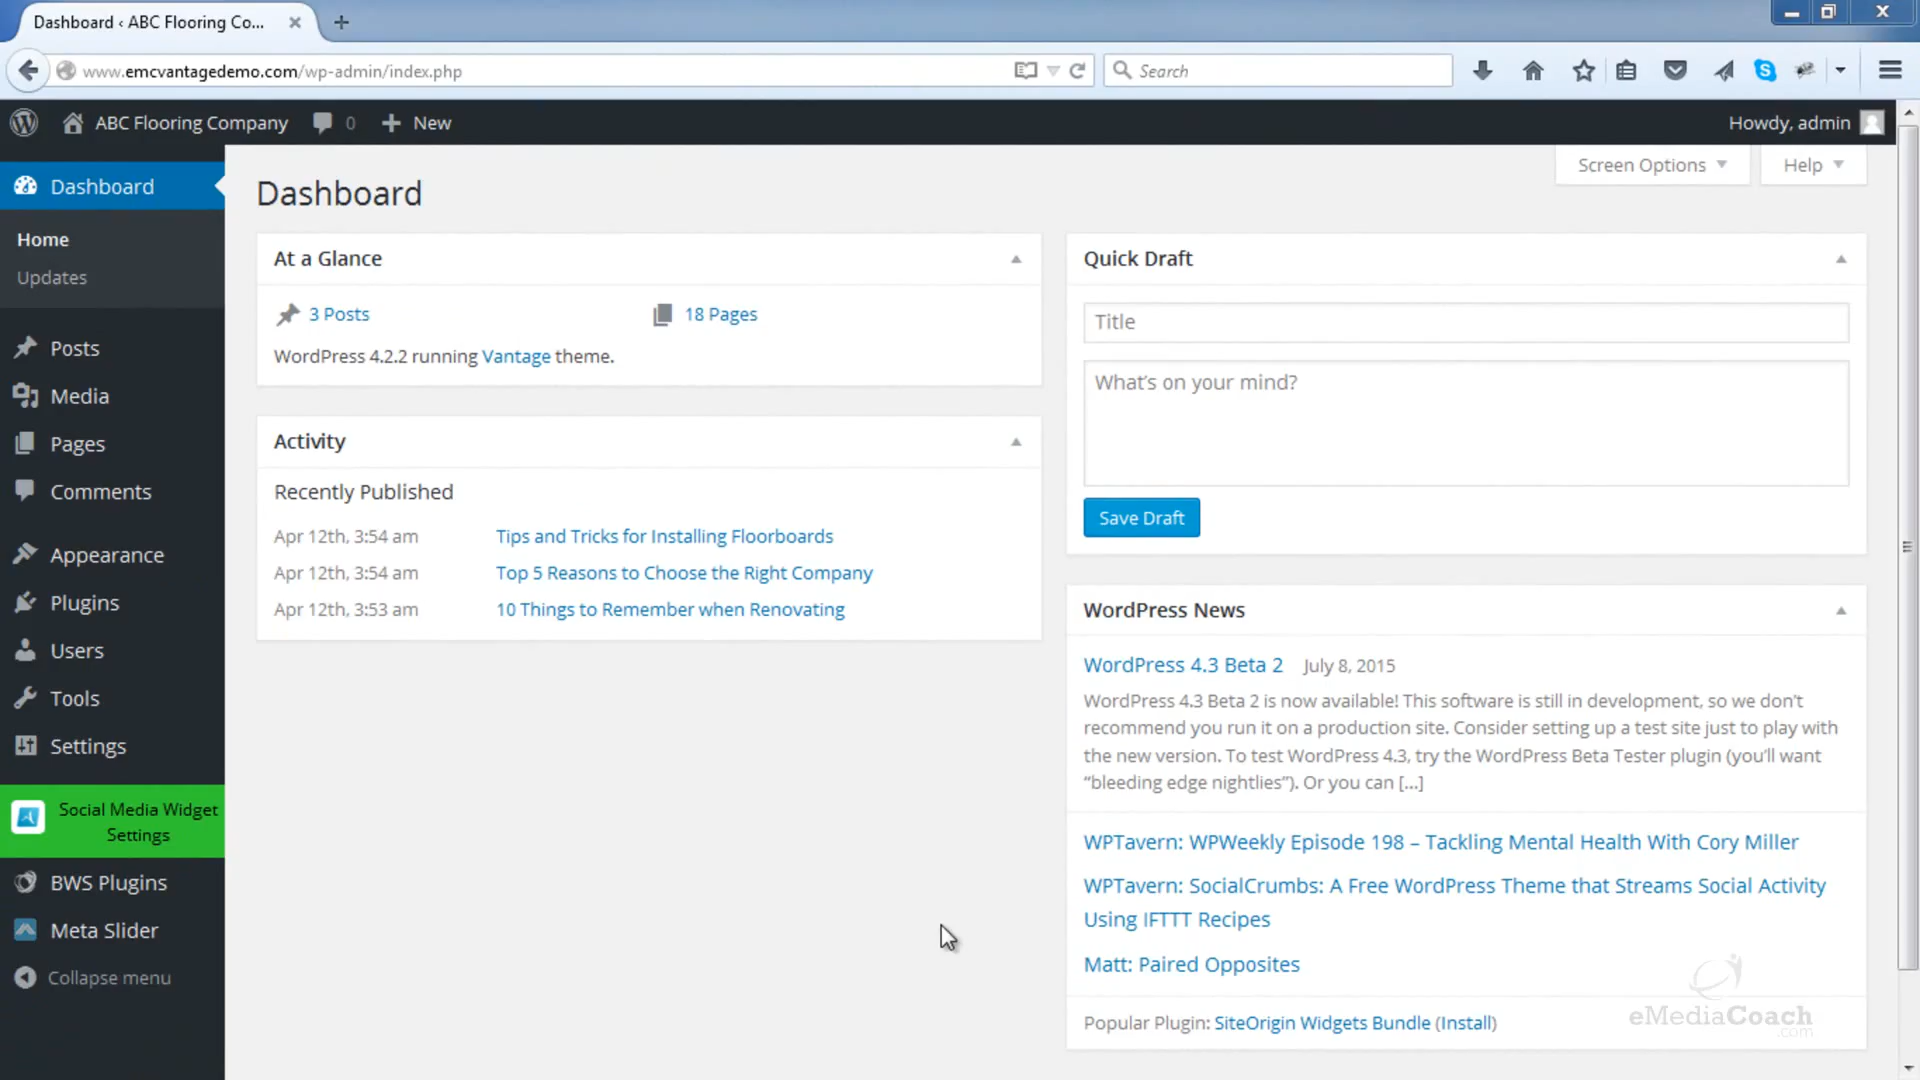 Dashboard ‹ ABC Flooring Co...
www.emcvantagedemo.com/wp-admin/index.php
Search
ABC Flooring Company
0
New
Howdy, admin
Screen Options
Help
Dashboard
Home
Updates
Posts
Media
Pages
Comments
Appearance
Plugins
Users
Tools
Settings
Social Media Widget
Settings
BWS Plugins
Meta Slider
Collapse menu
Dashboard
At a Glance
3 Posts
18 Pages
WordPress 4.2.2 running Vantage theme.
Activity
Recently Published
Apr 12th, 3:54 am Tips and Tricks for Installing Floorboards
Apr 12th, 3:54 am Top 5 Reasons to Choose the Right Company
Apr 12th, 3:53 am 10 Things to Remember when Renovating
Quick Draft
Title
What's on your mind?
Save Draft
WordPress News
WordPress 4.3 Beta 2 July 8, 2015
WordPress 4.3 Beta 2 is now available! This software is still in development, so we don't
recommend you run it on a production site. Consider setting up a test site just to play with
the new version. To test WordPress 4.3, try the WordPress Beta Tester plugin (you'll want
“bleeding edge nightlies”). Or you can [...]
WPTavern: WPWeekly Episode 198 – Tackling Mental Health With Cory Miller
WPTavern: SocialCrumbs: A Free WordPress Theme that Streams Social Activity
Using IFTTT Recipes
Matt: Paired Opposites
Popular Plugin: SiteOrigin Widgets Bundle (Install)
eMediaCoach
.com